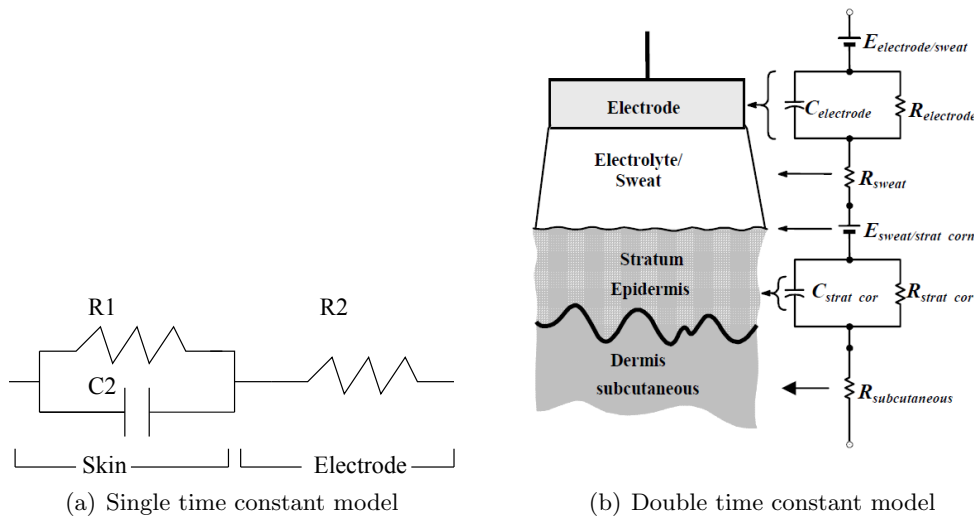 R1
R2
C2
Skin
Electrode
(a) Single time constant model
Electrode
Electrolyte/
Sweat
Stratum
Epidermis
Dermis
subcutaneous
E electrode/sweat
C electrode
R electrode
R sweat
E sweat/strat corn
C strat cor
R strat cor
R subcutaneous
(b) Double time constant model